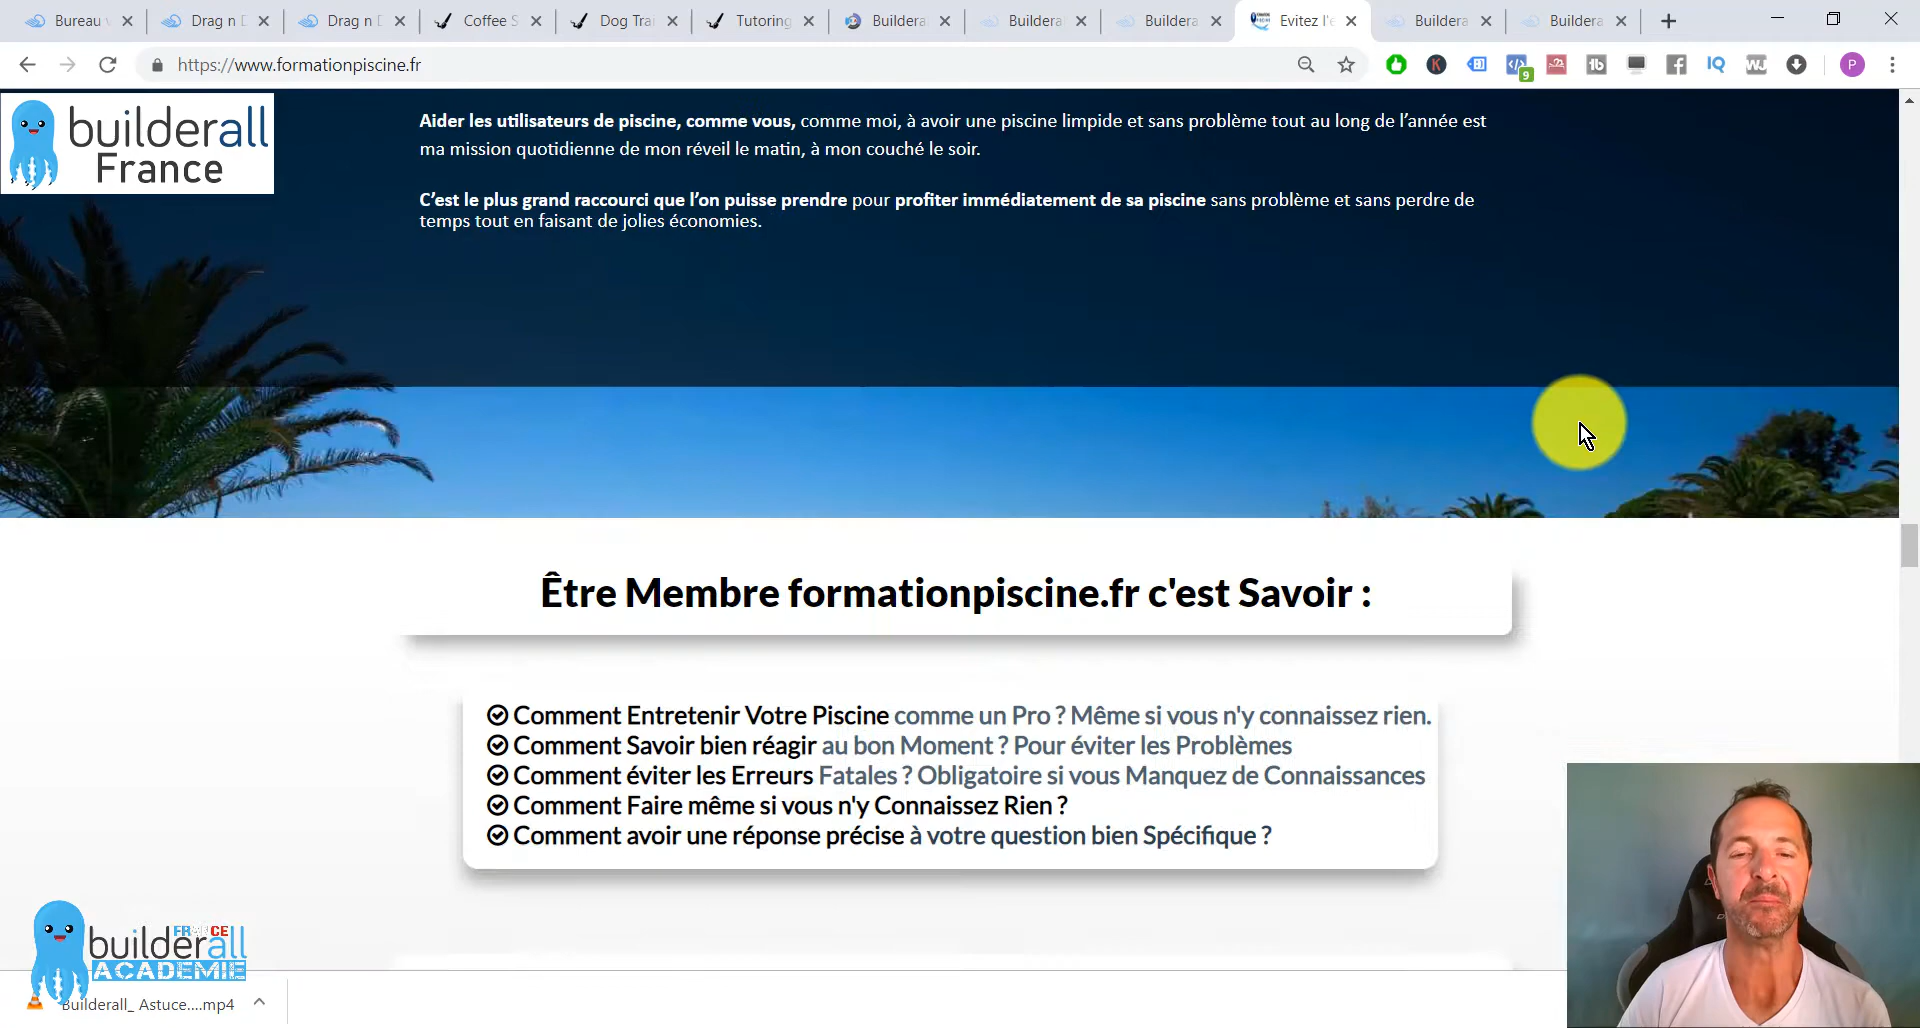 Bureau v
Drag n D
Drag n D
Coffee S
Dog Trai
Tutoring
Buildera
Buildera
Buildera
Evitez l'e
Buildera
Buildera
https://www.formationpiscine.fr
9
P
builderall
France
Aider les utilisateurs de piscine, comme vous, comme moi, à avoir une piscine limpide et sans problème tout au long de l'année est
ma mission quotidienne de mon réveil le matin, à mon couché le soir.
C'est le plus grand raccourci que l'on puisse prendre pour profiter immédiatement de sa piscine sans problème et sans perdre de
temps tout en faisant de jolies économies.
Être Membre formationpiscine.fr c'est Savoir :
Comment Entretenir Votre Piscine comme un Pro ? Même si vous n'y connaissez rien.
Comment Savoir bien réagir au bon Moment ? Pour éviter les Problèmes
Comment éviter les Erreurs Fatales ? Obligatoire si vous Manquez de Connaissances
Comment Faire même si vous n'y Connaissez Rien ?
Comment avoir une réponse précise à votre question bien Spécifique ?
FRANCE
builderall
ACADEMIE
Builderall_ Astuce....mp4